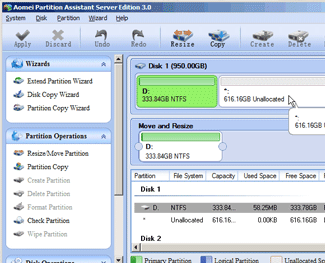 Aomei Partition Assistant Server Edition 3.0
General Disk Partition Wizard System Help
Apply Discard Undo Redo Resize Copy Create Delete
Wizards
Extend Partition Wizard
Disk Copy Wizard
Partition Copy Wizard
Partition Operations
Resize/Move Partition
Partition Copy
Create Partition
Delete Partition
Format Partition
Check Partition
Wipe Partition
Disk Operations
Disk 1 (950.00GB)
D:
333.84GB NTFS
*:
616.16GB Unallocated
*:
616.16GB
Move and Resize
D:
333.84GB NTFS
Partition File System Capacity Used Space Free Space
Disk 1
D: NTFS 333.84... 58.25MB 333.78GB
* Unallocated 616.16... 0.00KB 616.16GB
Disk 2
Primary Partition Logical Partition Unallocated